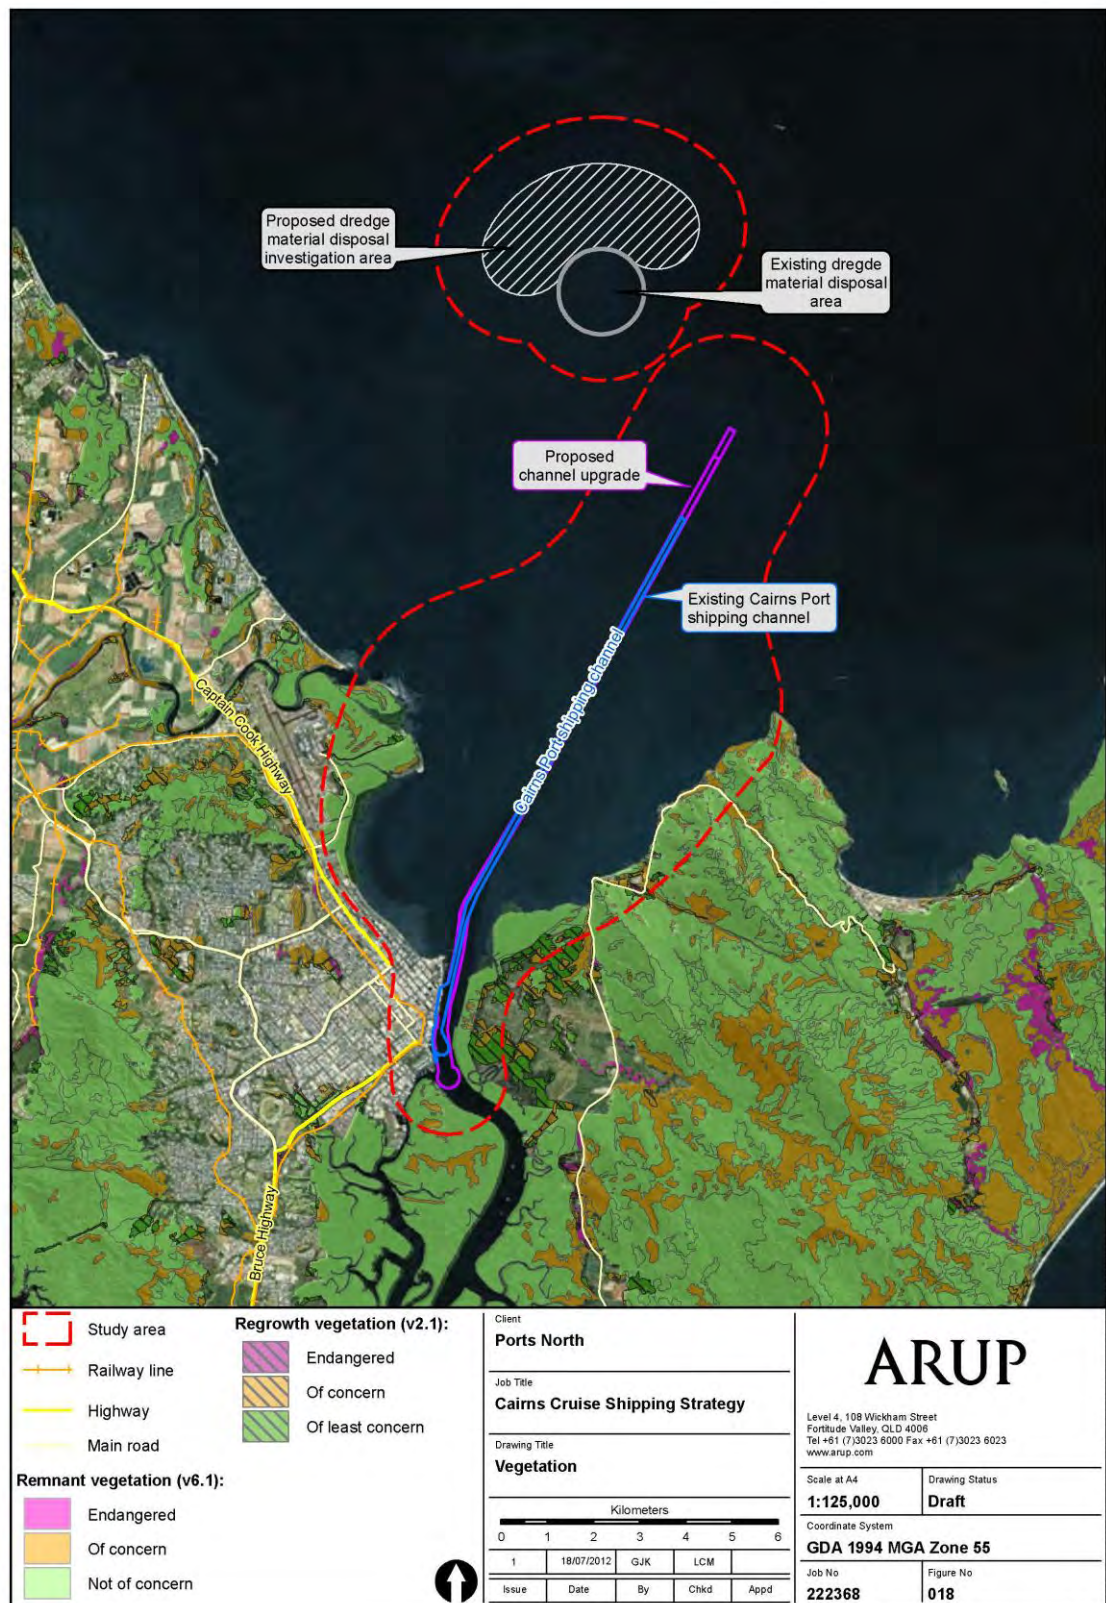 Proposed dredge
material disposal
investigation area
Existing dregde
material disposal
area
Proposed
channel upgrade
Existing Cairns Port
shipping channel
Cairns Port shipping channel
Captain Cook Highway
Bruce Highway
Study area
Railway line
Highway
Main road
Remnant vegetation (v6.1):
Endangered
Of concern
Not of concern
Regrowth vegetation (v2.1):
Endangered
Of concern
Of least concern
Client
Ports North
Job Title
Cairns Cruise Shipping Strategy
Drawing Title
Vegetation
Kilometers
0 1 2 3 4 5 6
1 18/07/2012 GJK LCM
Issue Date By Chkd Appd
ARUP
Level 4, 108 Wickham Street
Fortitude Valley, QLD 4006
Tel +61 (7)3023 6000 Fax +61 (7)3023 6023
www.arup.com
Scale at A4
1:125,000
Drawing Status
Draft
Coordinate System
GDA 1994 MGA Zone 55
Job No
222368
Figure No
018